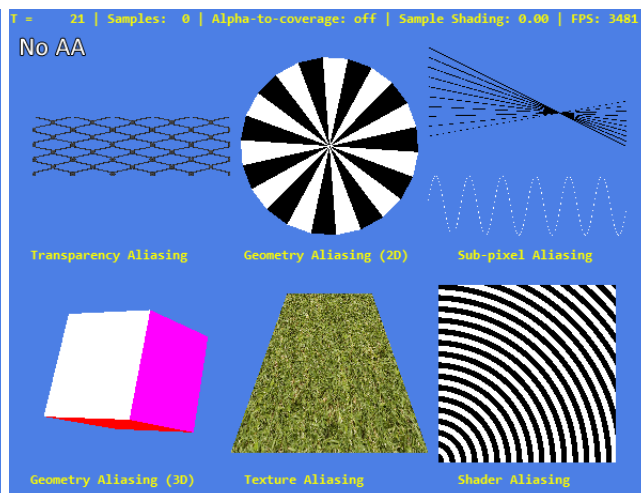 T =     21 | Samples:  0 | Alpha-to-coverage: off | Sample Shading: 0.00 | FPS: 3481
No AA
Transparency Aliasing
Geometry Aliasing (2D)
Sub-pixel Aliasing
Geometry Aliasing (3D)
Texture Aliasing
Shader Aliasing